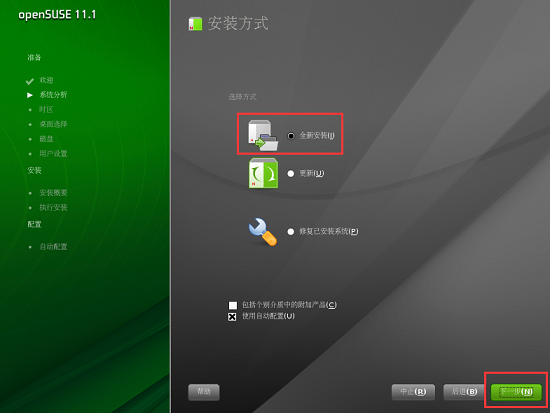 openSUSE 11.1
准备
欢迎
系统分析
时区
桌面选择
磁盘
用户设置
安装
安装概要
执行安装
配置
自动配置
安装方式
选择方式
全新安装(I)
更新(U)
修复已安装系统(P)
包括个别介质中的附加产品(C)
使用自动配置(U)
帮助
中止(R)
后退(B)
下一步(N)